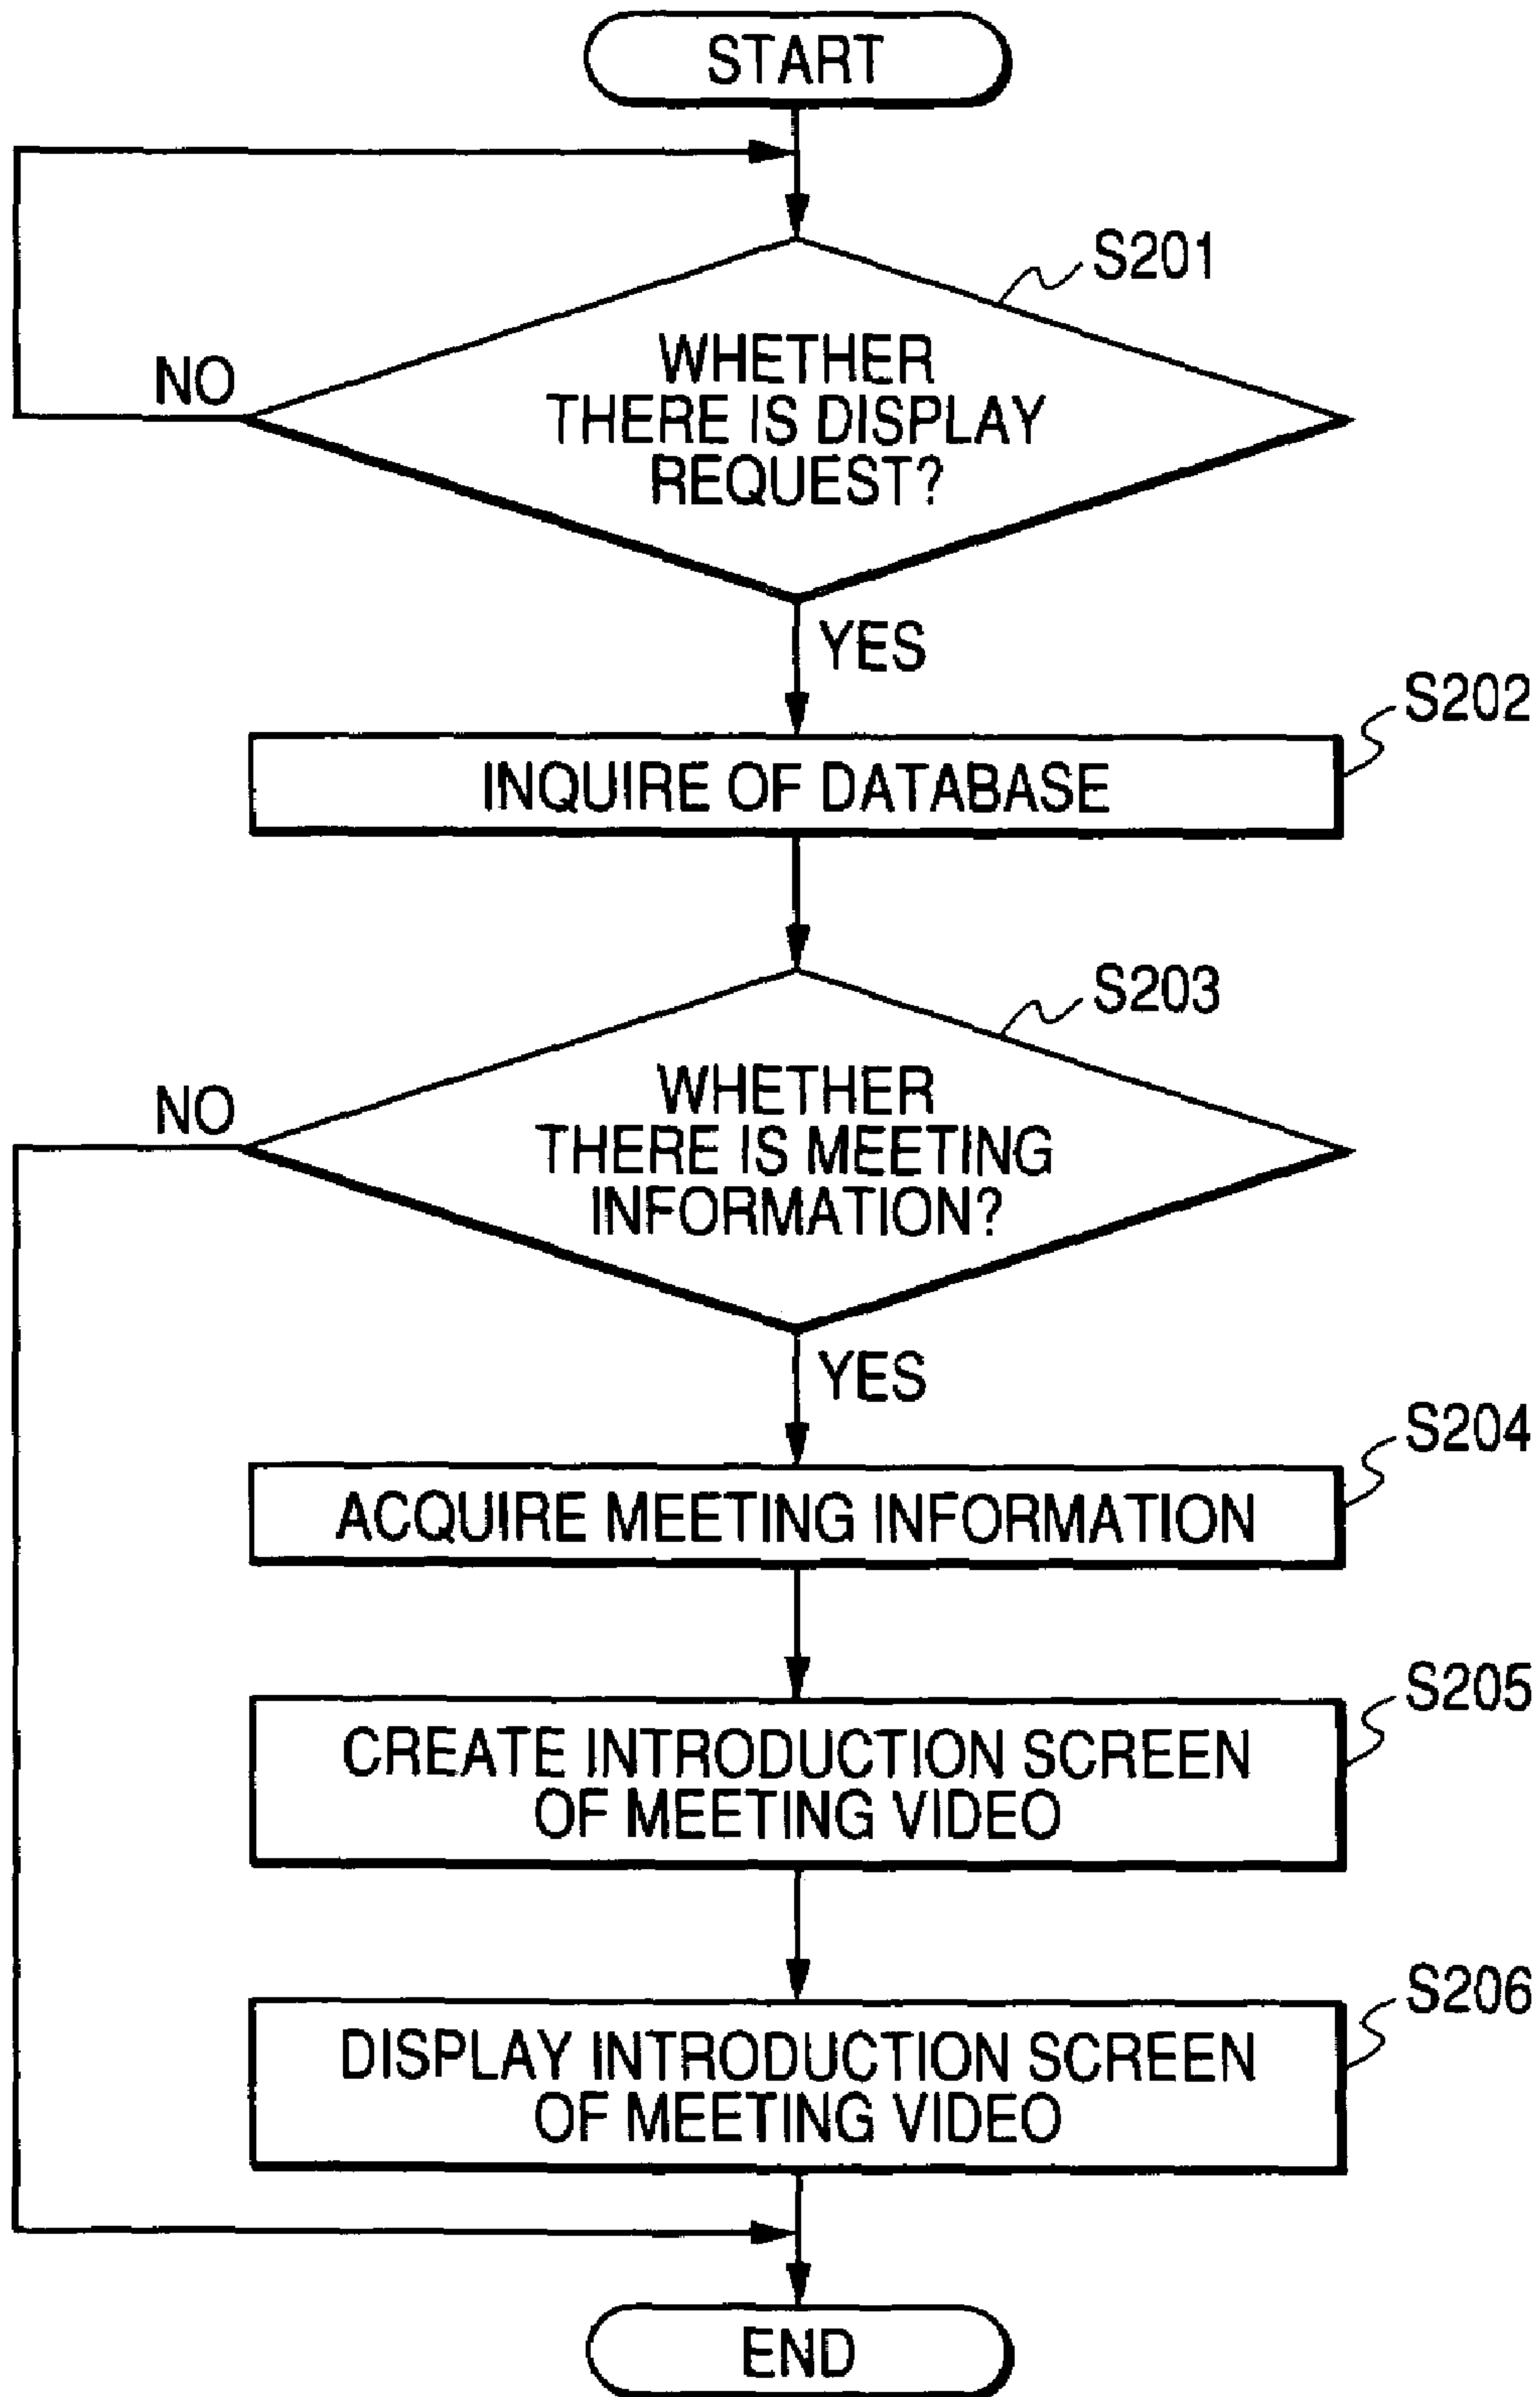 START
S201
WHETHER
THERE IS DISPLAY
REQUEST?
NO
YES
S202
INQUIRE OF DATABASE
S203
WHETHER
THERE IS MEETING
INFORMATION?
NO
YES
S204
ACQUIRE MEETING INFORMATION
S205
CREATE INTRODUCTION SCREEN
OF MEETING VIDEO
S206
DISPLAY INTRODUCTION SCREEN
OF MEETING VIDEO
END